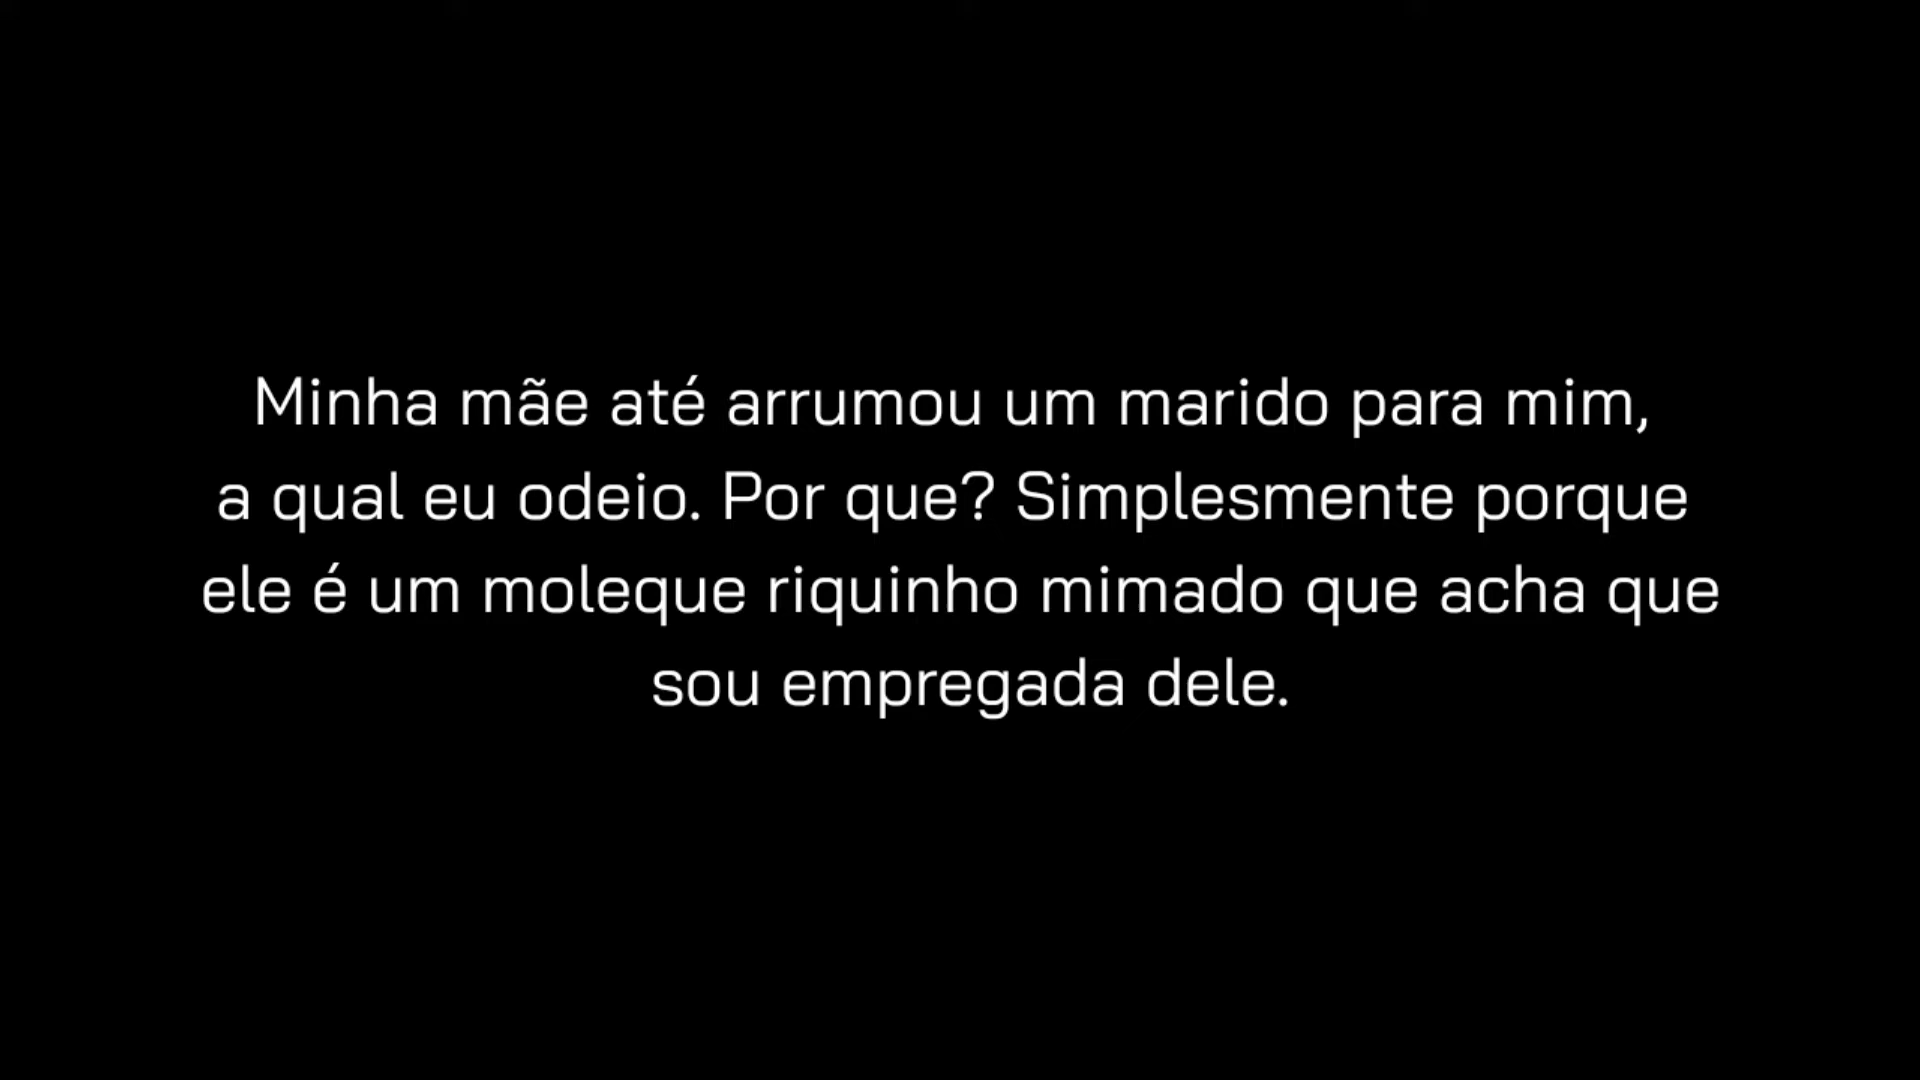 Minha mãe até arrumou um marido para mim,
a qual eu odeio. Por que? Simplesmente porque
ele é um moleque riquinho mimado que acha que
sou empregada dele.